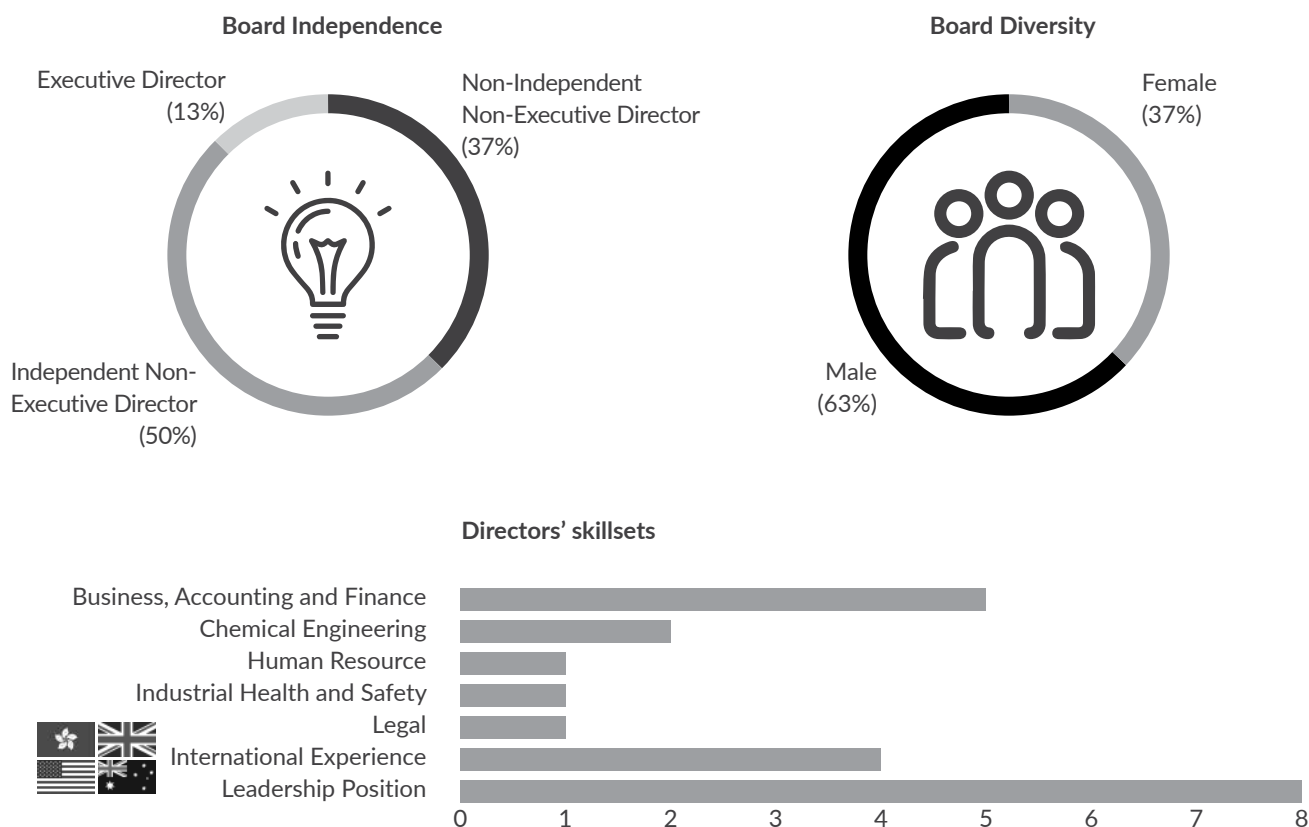 Board Independence
Executive Director
(13%)
Non-Independent
Non-Executive Director
(37%)
Independent Non-
Executive Director
(50%)
Board Diversity
Female
(37%)
Male
(63%)
Directors’ skillsets
Business, Accounting and Finance
Chemical Engineering
Human Resource
Industrial Health and Safety
Legal
International Experience
Leadership Position
0 1 2 3 4 5 6 7 8